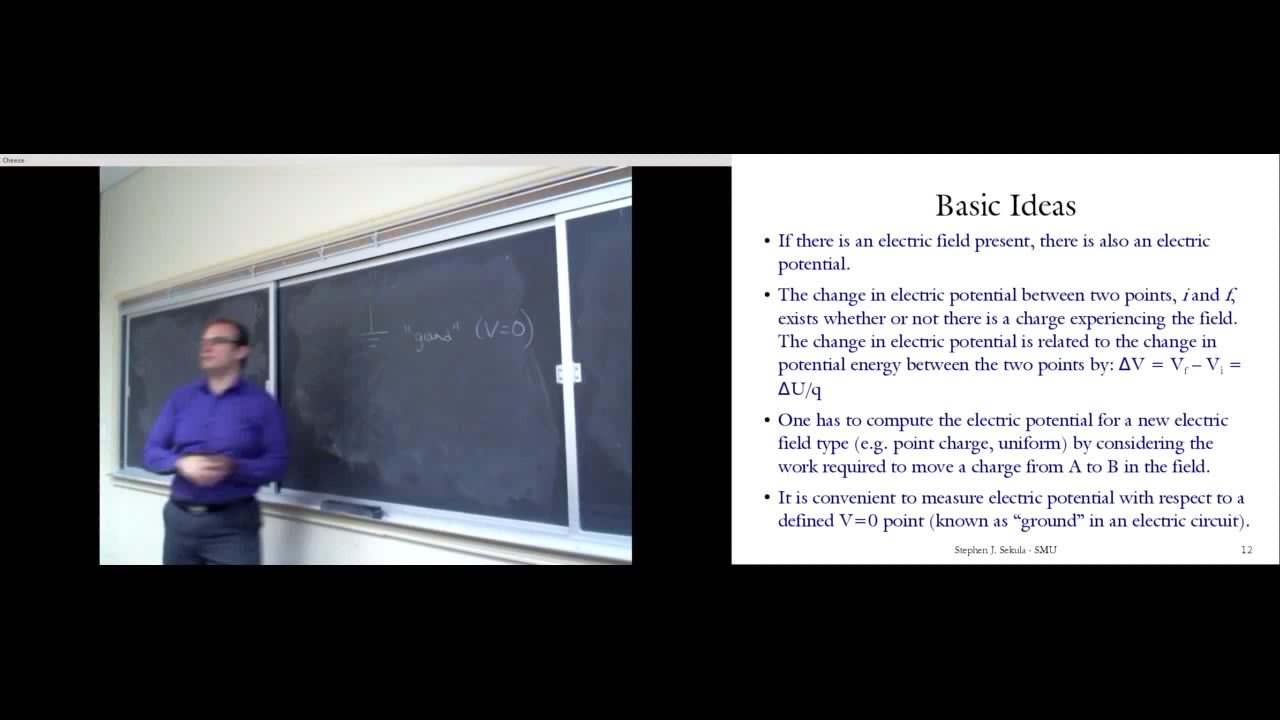 Cheese
"ground" (V=0)
Basic Ideas
• If there is an electric field present, there is also an electric
potential.
• The change in electric potential between two points, i and f,
exists whether or not there is a charge experiencing the field.
The change in electric potential is related to the change in
potential energy between the two points by: ΔV = Vf – Vi =
ΔU/q
• One has to compute the electric potential for a new electric
field type (e.g. point charge, uniform) by considering the
work required to move a charge from A to B in the field.
• It is convenient to measure electric potential with respect to a
defined V=0 point (known as “ground” in an electric circuit).
Stephen J. Sekula - SMU 12